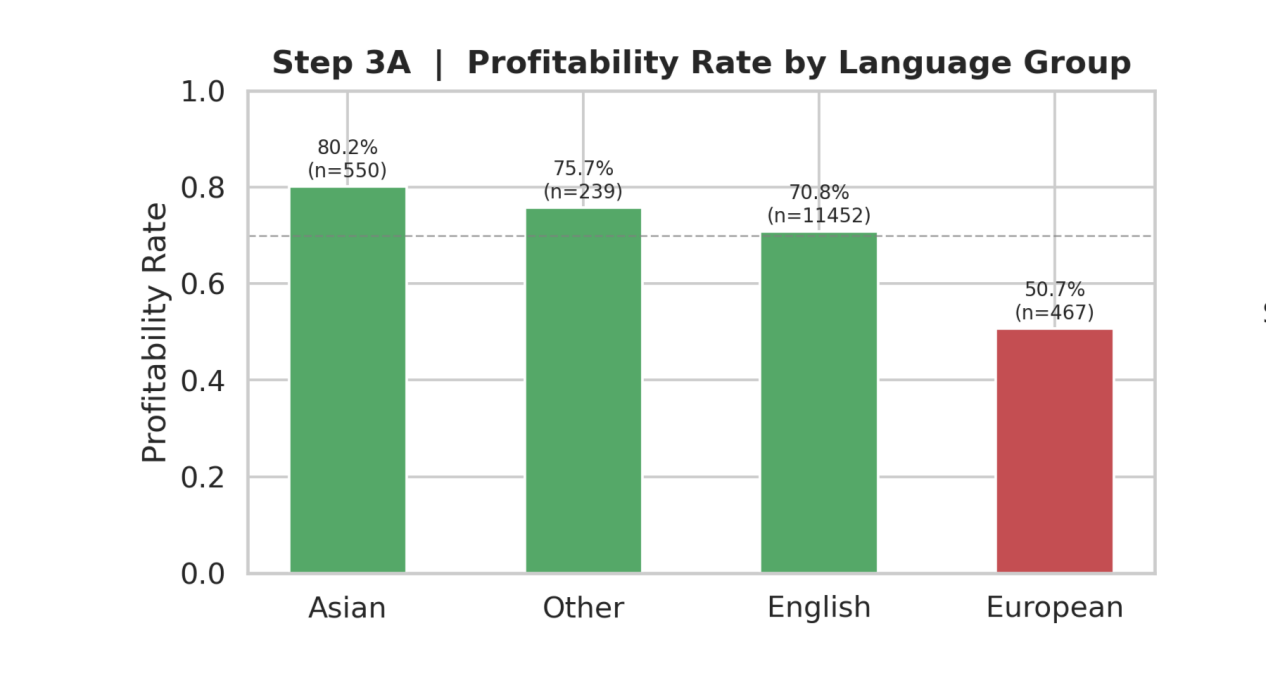 Step 3A | Profitability Rate by Language Group
Profitability Rate
1.0
0.8
0.6
0.4
0.2
0.0
80.2%
(n=550)
75.7%
(n=239)
70.8%
(n=11452)
50.7%
(n=467)
Asian
Other
English
European